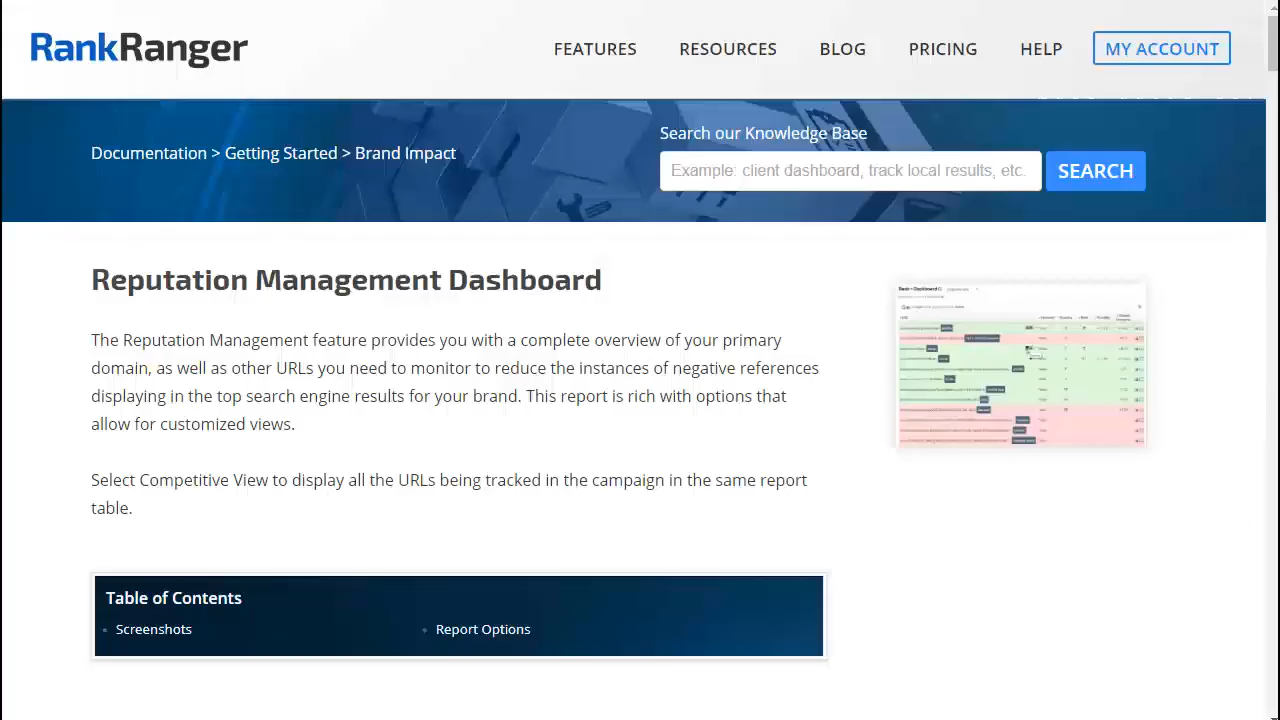 RankRanger
FEATURES RESOURCES BLOG PRICING HELP MY ACCOUNT
Documentation > Getting Started > Brand Impact
Search our Knowledge Base
Example: client dashboard, track local results, etc. SEARCH
Reputation Management Dashboard
The Reputation Management feature provides you with a complete overview of your primary
domain, as well as other URLs you need to monitor to reduce the instances of negative references
displaying in the top search engine results for your brand. This report is rich with options that
allow for customized views.
Select Competitive View to display all the URLs being tracked in the campaign in the same report
table.
Table of Contents
Screenshots
Report Options